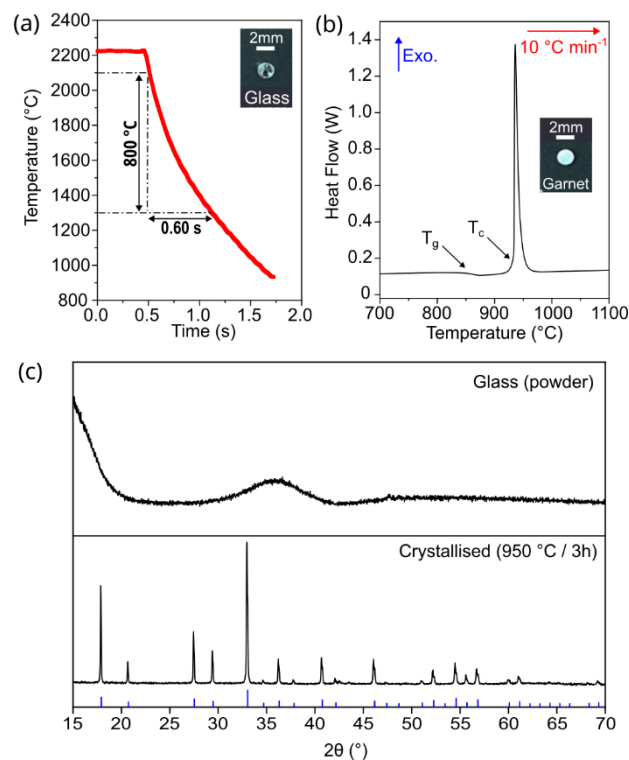 (a)
2200
2000
1800
1600
1400
1200
1000
800
Temperature (°C)
800 °C
0.60 s
2mm
Glass
0.0 0.5 1.0 1.5 2.0
Time (s)
(b)
1.4
1.2
1.0
0.8
0.6
0.4
0.2
0
Heat Flow (W)
Exo.
10 °C min⁻¹
2mm
Garnet
Tg
Tc
700 800 900 1000 1100
Temperature (°C)
(c)
Glass (powder)
Crystallised (950 °C / 3h)
15 20 25 30 35 40 45 50 55 60 65 70
2θ (°)